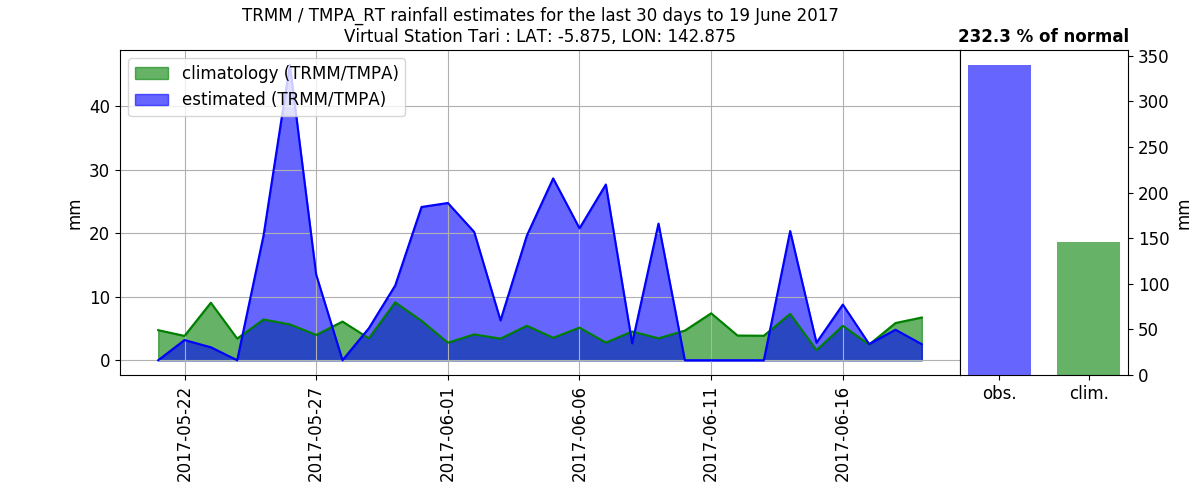 TRMM / TMPA_RT rainfall estimates for the last 30 days to 19 June 2017
Virtual Station Tari : LAT: -5.875, LON: 142.875
232.3 % of normal
climatology (TRMM/TMPA)
estimated (TRMM/TMPA)
mm
40
30
20
10
0
2017-05-22
2017-05-27
2017-06-01
2017-06-06
2017-06-11
2017-06-16
350
300
250
200
150
100
50
0
mm
obs.
clim.